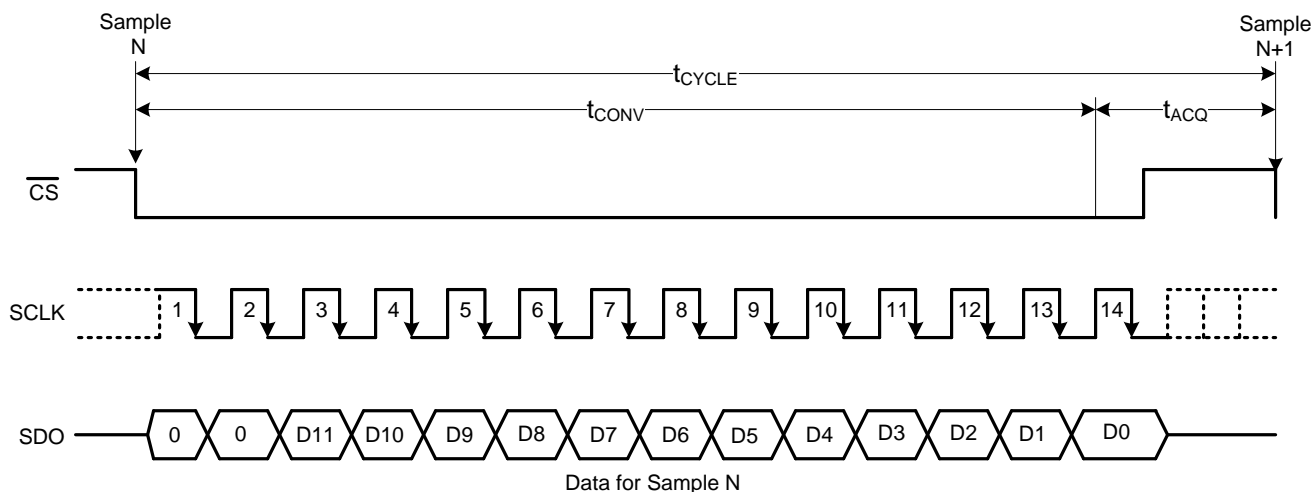 Sample
N
Sample
N+1
tCYCLE
tCONV
tACQ
CS
SCLK
1 2 3 4 5 6 7 8 9 10 11 12 13 14
SDO
0 0 D11 D10 D9 D8 D7 D6 D5 D4 D3 D2 D1 D0
Data for Sample N